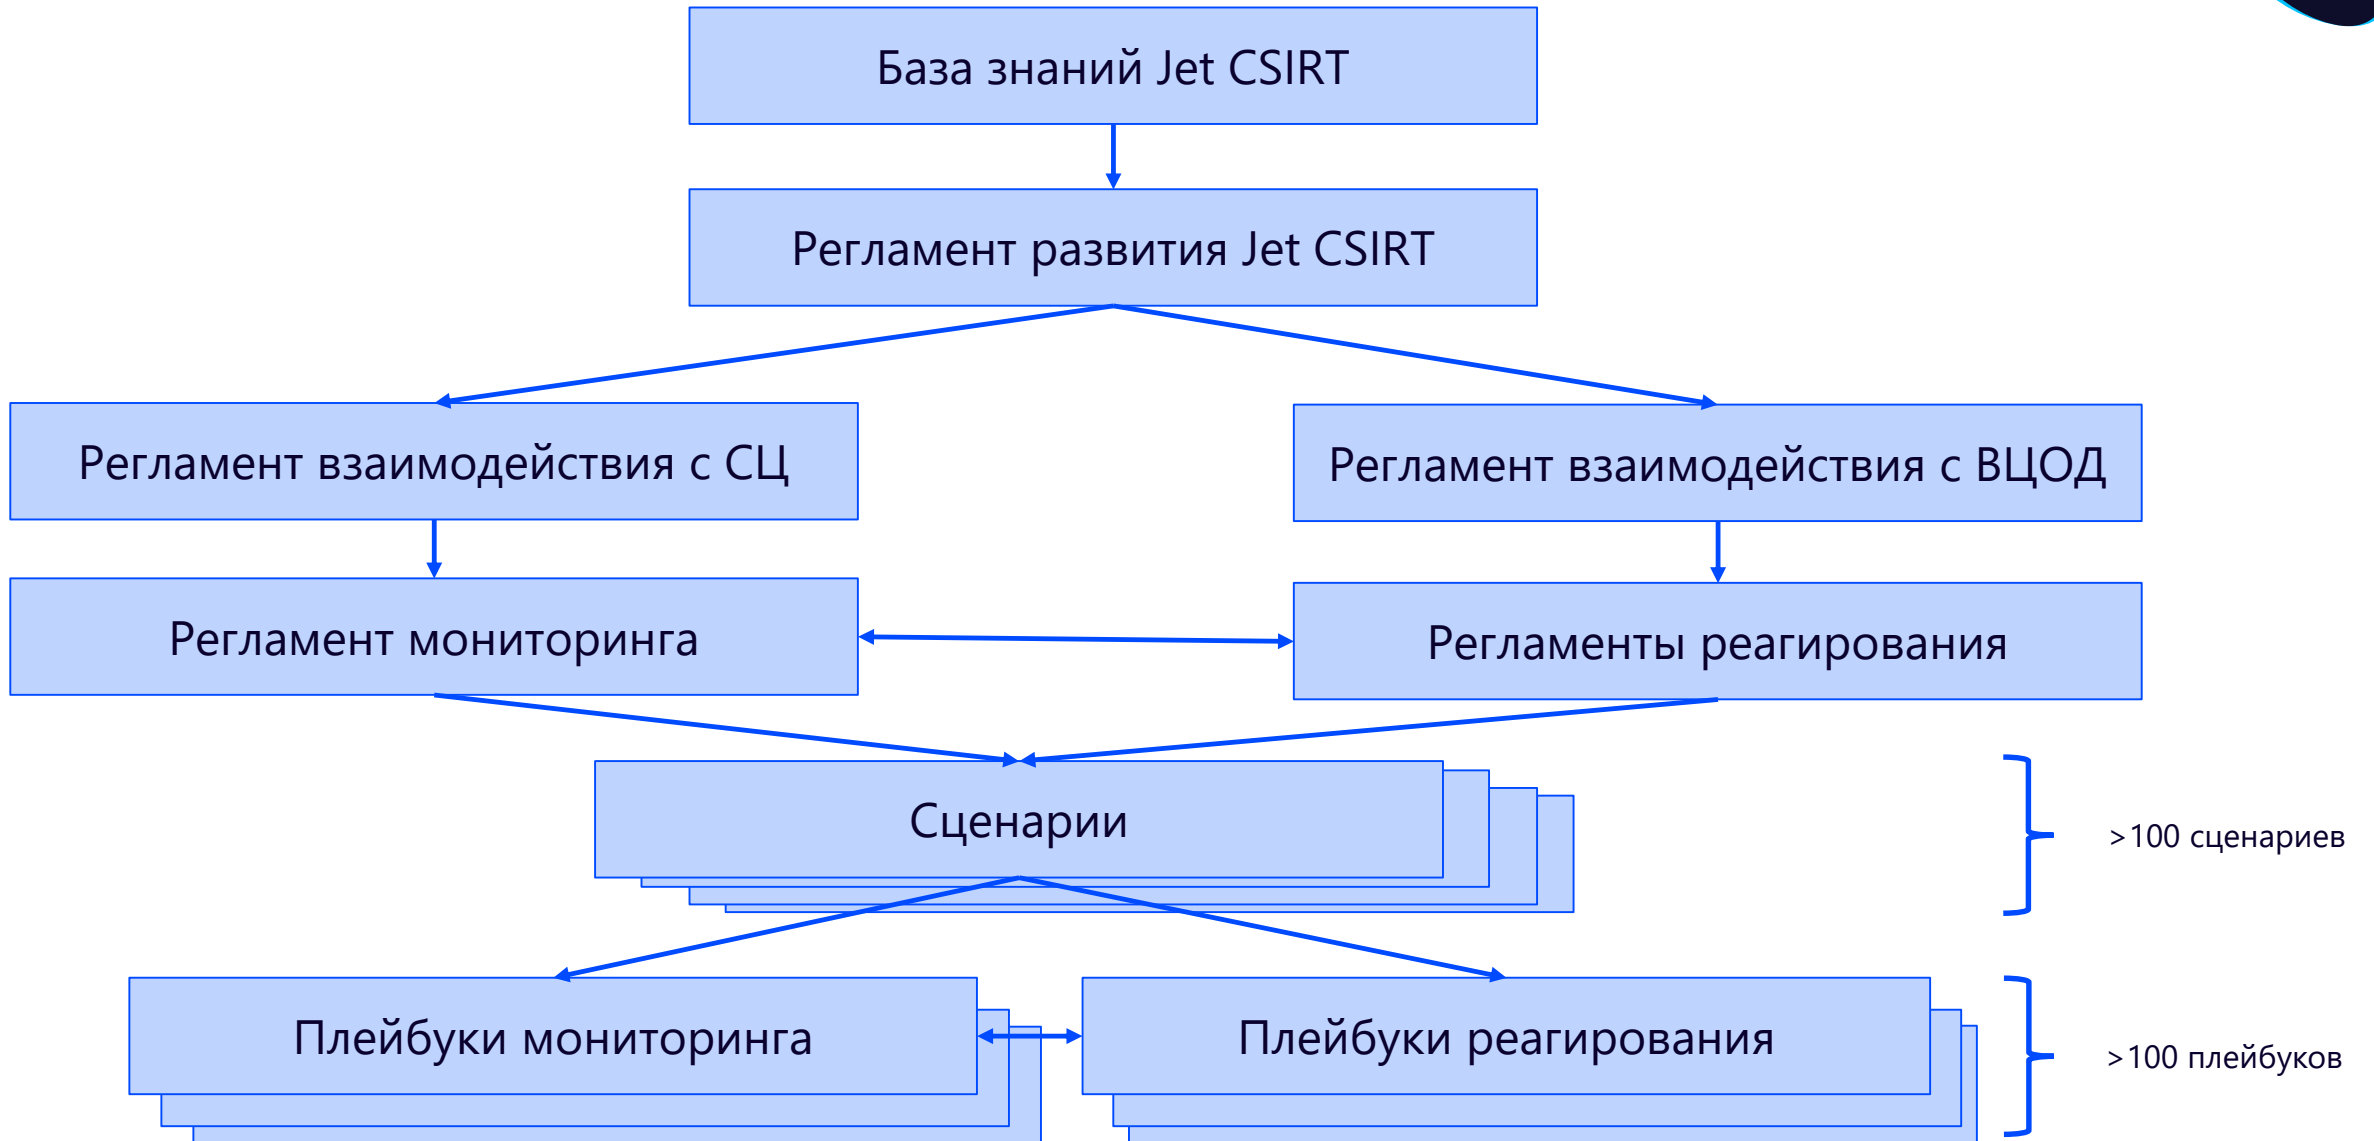 База знаний Jet CSIRT
Регламент развития Jet CSIRT
Регламент взаимодействия с СЦ
Регламент взаимодействия с ВЦОД
Регламент мониторинга
Регламенты реагирования
Сценарии
>100 сценариев
Плейбуки мониторинга
Плейбуки реагирования
>100 плейбуков